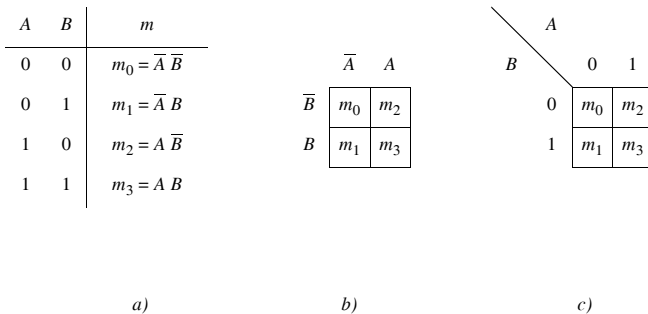 A B m
0 0 m₀ = A̅ B̅
0 1 m₁ = A̅ B
1 0 m₂ = A B̅
1 1 m₃ = A B
a)
A̅ A
B̅ m₀ m₂
B m₁ m₃
b)
A
B 0 1
0 m₀ m₂
1 m₁ m₃
c)